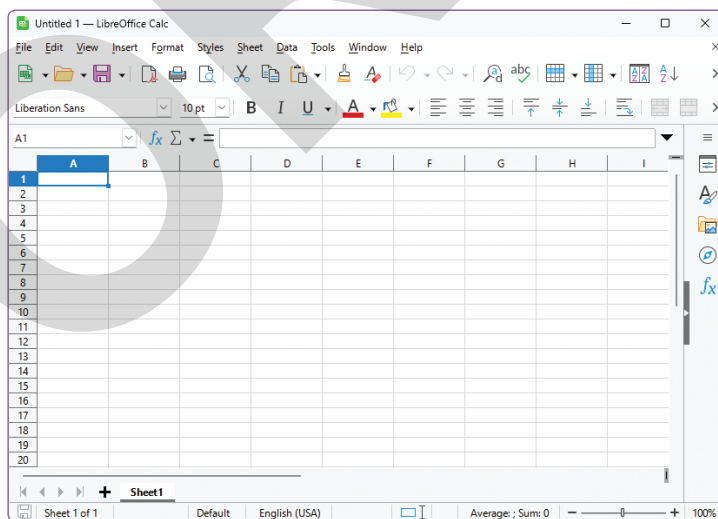 Untitled 1 — LibreOffice Calc
File Edit View Insert Format Styles Sheet Data Tools Window Help
Liberation Sans 10 pt B I U A
A1 fx Σ =
A B C D E F G H I
1
2
3
4
5
6
7
8
9
10
11
12
13
14
15
16
17
18
19
20
Sheet1
Sheet 1 of 1 Default English (USA) Average: ; Sum: 0 100%